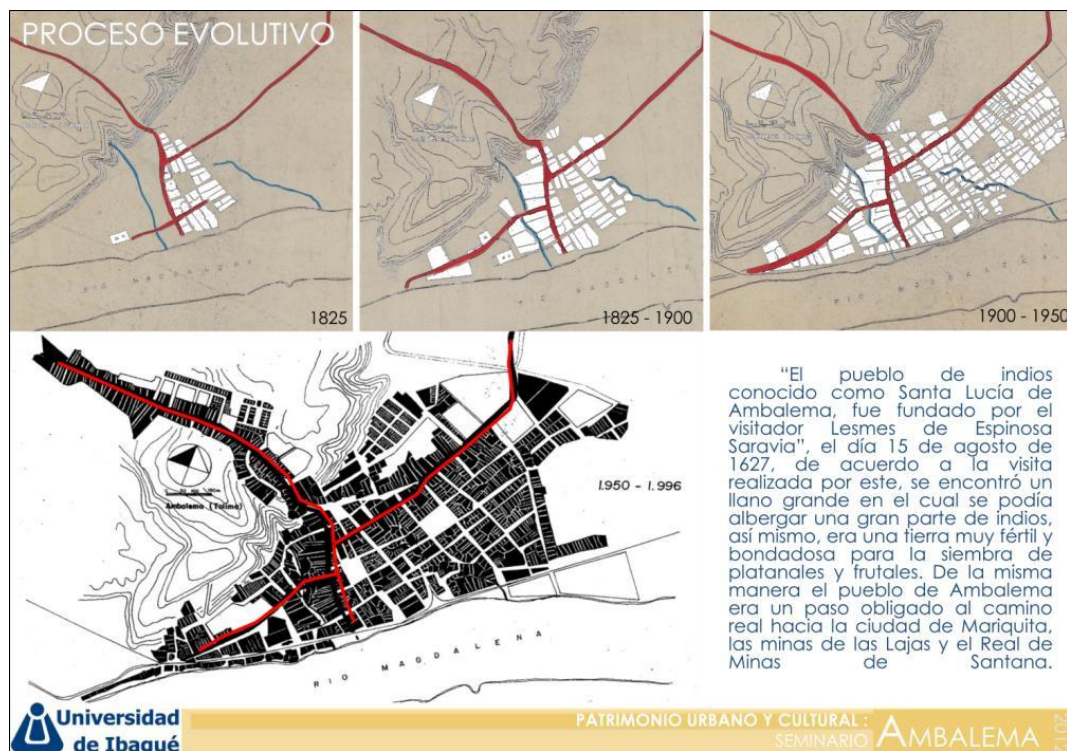 PROCESO EVOLUTIVO
RIO MAGDALENA
1825
RIO MAGDALENA
1825 - 1900
RIO MAGDALENA
1900 - 1950
Ambalema (Tolima)
1.950 - 1.996
RIO MAGDALENA
"El pueblo de indios
conocido como Santa Lucía de
Ambalema, fue fundado por el
visitador Lesmes de Espinosa
Saravia", el día 15 de agosto de
1627, de acuerdo a la visita
realizada por este, se encontró un
llano grande en el cual se podía
albergar una gran parte de indios,
así mismo, era una tierra muy fértil y
bondadosa para la siembra de
platanales y frutales. De la misma
manera el pueblo de Ambalema
era un paso obligado al camino
real hacia la ciudad de Mariquita,
las minas de las Lajas y el Real de
Minas de Santana.
Universidad
de Ibagué
PATRIMONIO URBANO Y CULTURAL :
SEMINARIO AMBALEMA 2012